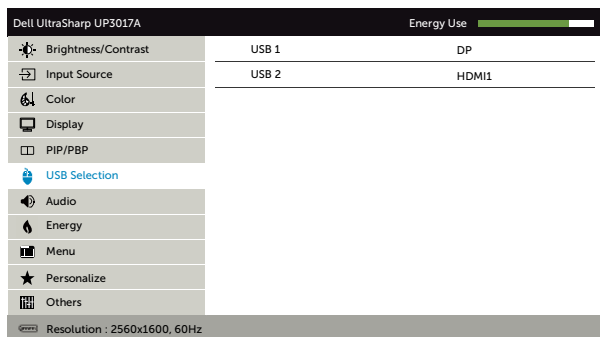 Dell UltraSharp UP3017A Energy Use
Brightness/Contrast USB 1 DP
Input Source USB 2 HDMI1
Color
Display
PIP/PBP
USB Selection
Audio
Energy
Menu
Personalize
Others
Resolution : 2560x1600, 60Hz